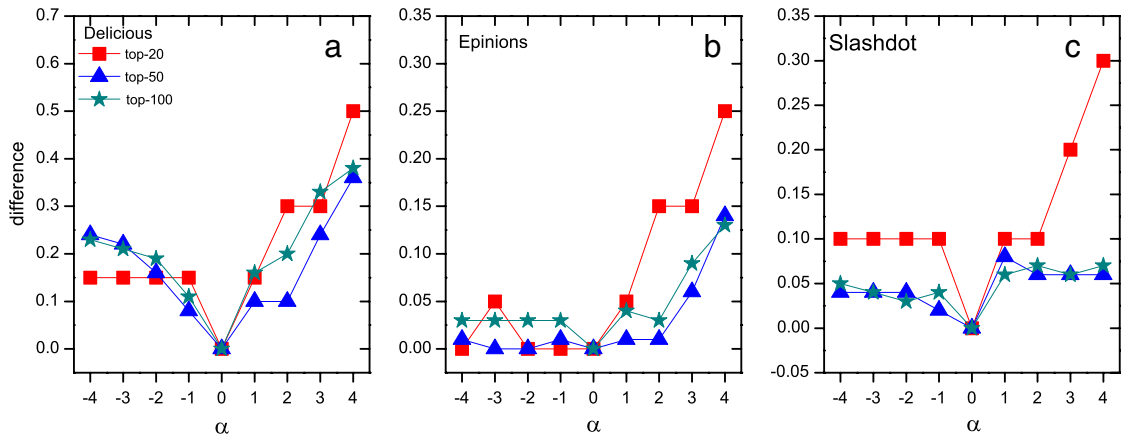 Delicious
top-20
top-50
top-100
a
0.7
0.6
0.5
0.4
0.3
0.2
0.1
0.0
difference
-4 -3 -2 -1 0 1 2 3 4
α
Epinions
b
0.35
0.30
0.25
0.20
0.15
0.10
0.05
0.00
-4 -3 -2 -1 0 1 2 3 4
α
Slashdot
c
0.35
0.30
0.25
0.20
0.15
0.10
0.05
0.00
-0.05
-4 -3 -2 -1 0 1 2 3 4
α